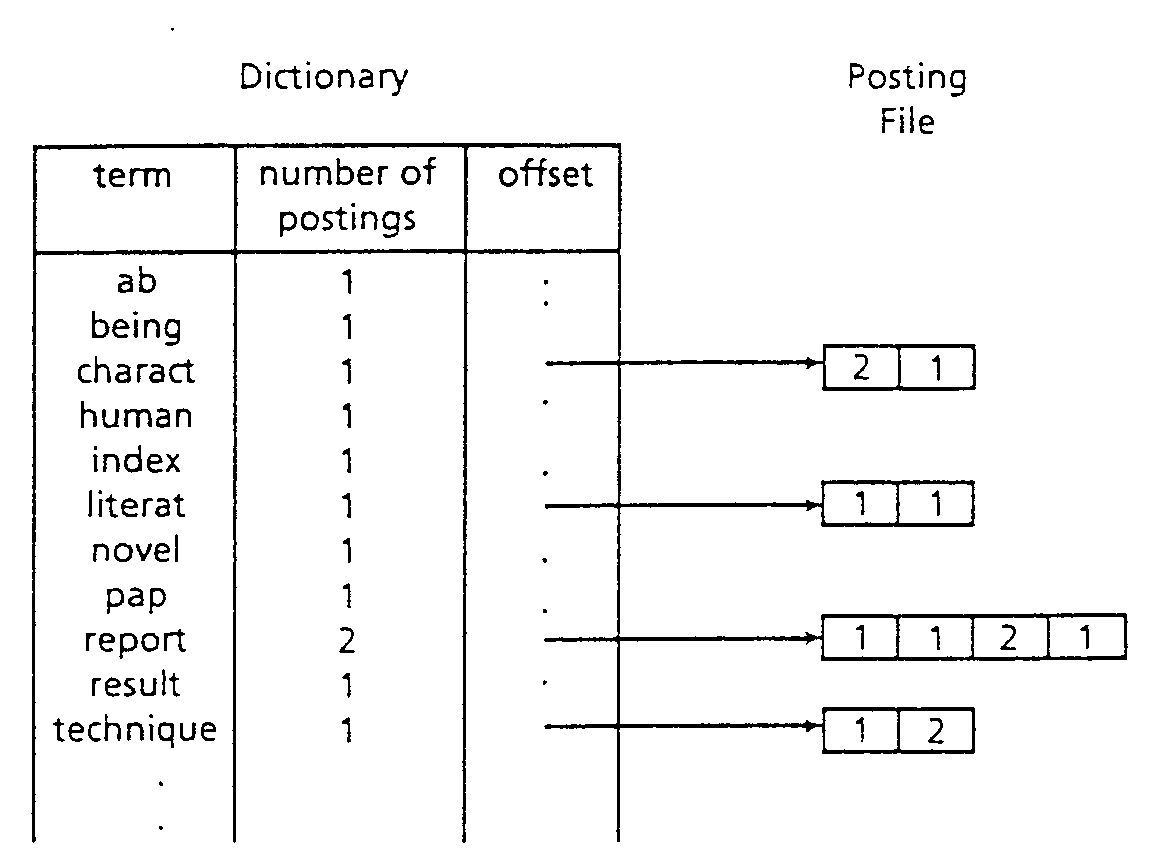 Dictionary
Posting
File
term number of postings offset
ab 1
being 1
charact 1 2 1
human 1
index 1
literat 1 1 1
novel 1
pap 1
report 2 1 1 2 1
result 1
technique 1 1 2